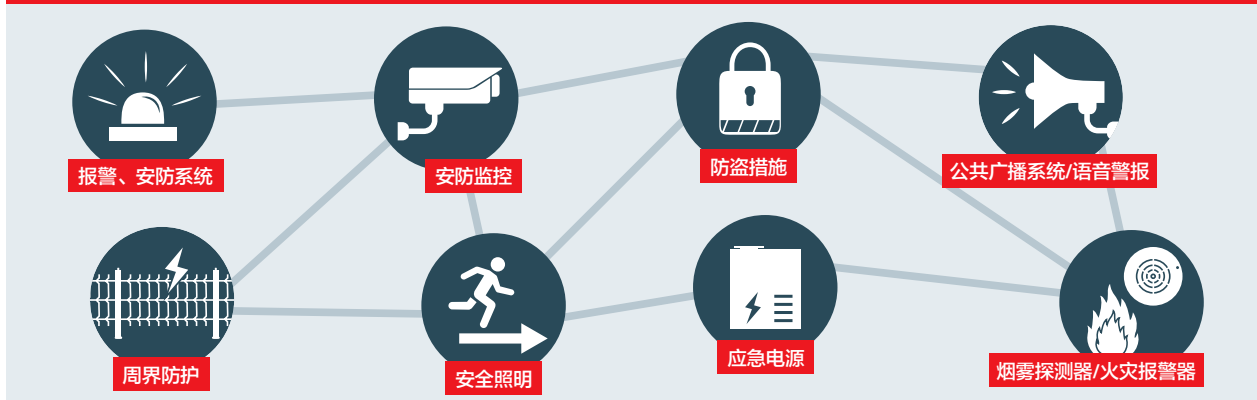 报警、安防系统
安防监控
防盗措施
公共广播系统/语音警报
周界防护
安全照明
应急电源
烟雾探测器/火灾报警器